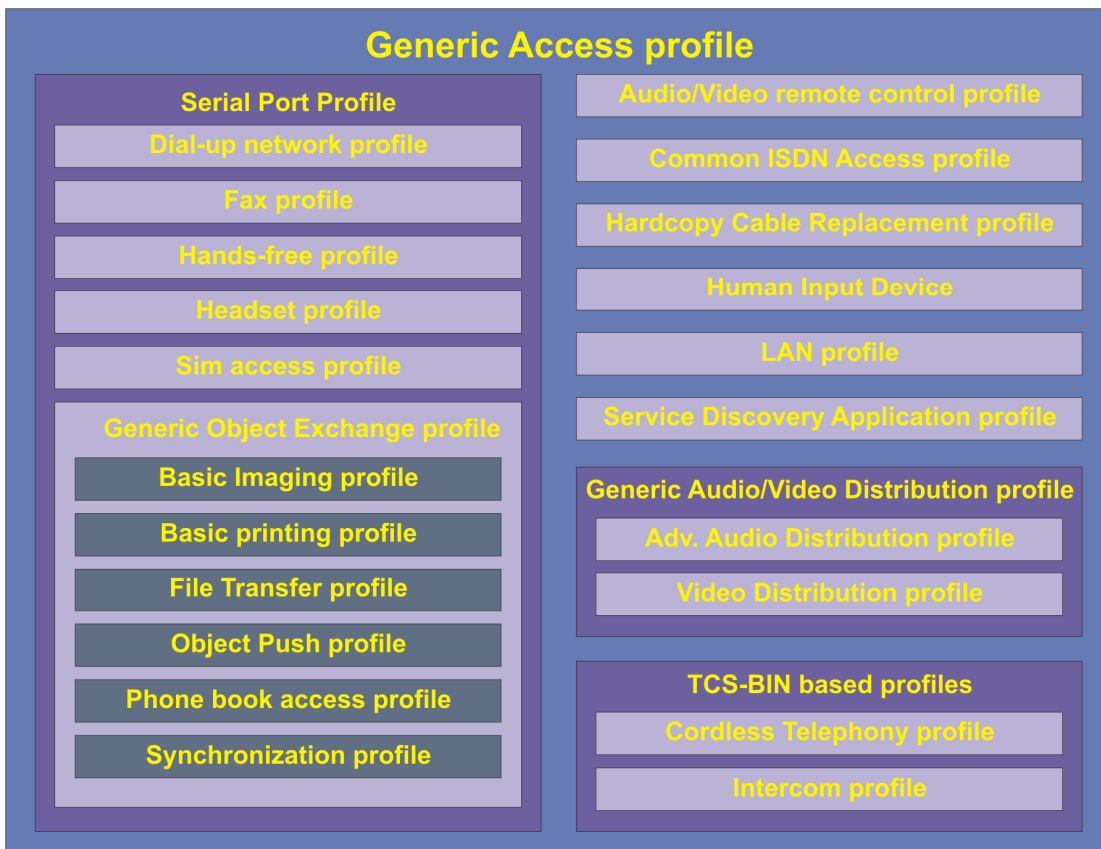 Generic Access profile
Serial Port Profile
Dial-up network profile
Fax profile
Hands-free profile
Headset profile
Sim access profile
Generic Object Exchange profile
Basic Imaging profile
Basic printing profile
File Transfer profile
Object Push profile
Phone book access profile
Synchronization profile
Audio/Video remote control profile
Common ISDN Access profile
Hardcopy Cable Replacement profile
Human Input Device
LAN profile
Service Discovery Application profile
Generic Audio/Video Distribution profile
Adv. Audio Distribution profile
Video Distribution profile
TCS-BIN based profiles
Cordless Telephony profile
Intercom profile